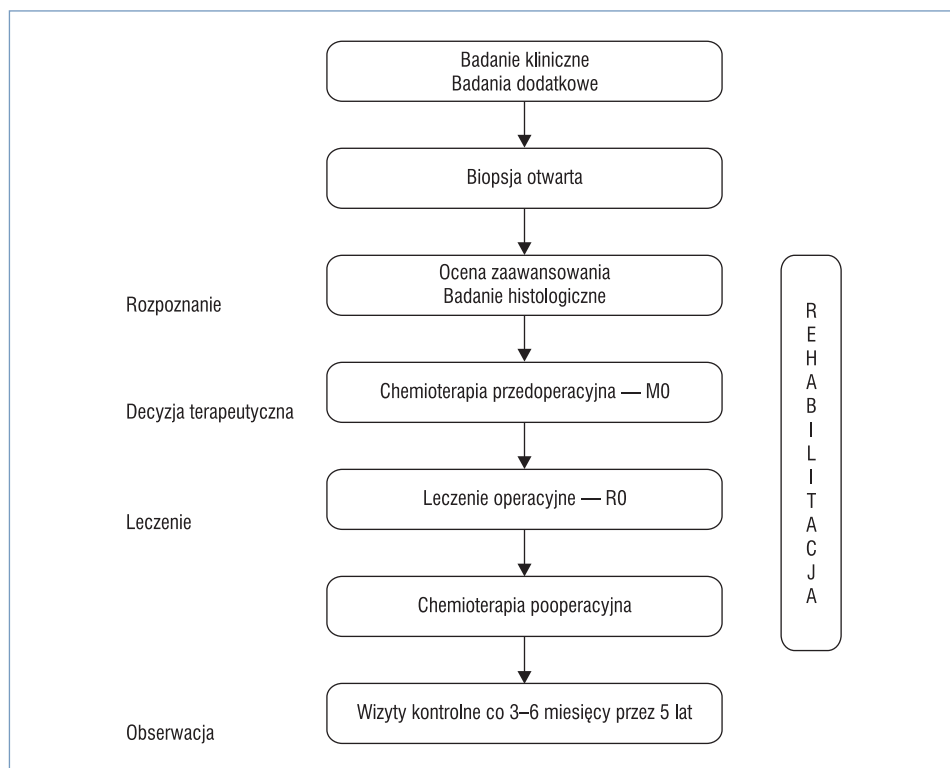 Badanie kliniczne
Badania dodatkowe
Biopsja otwarta
Ocena zaawansowania
Badanie histologiczne
Rozpoznanie
Chemioterapia przedoperacyjna — M0
Decyzja terapeutyczna
Leczenie operacyjne — R0
Leczenie
Chemioterapia pooperacyjna
Wizyty kontrolne co 3–6 miesięcy przez 5 lat
Obserwacja
R
E
H
A
B
I
L
I
T
A
C
J
A